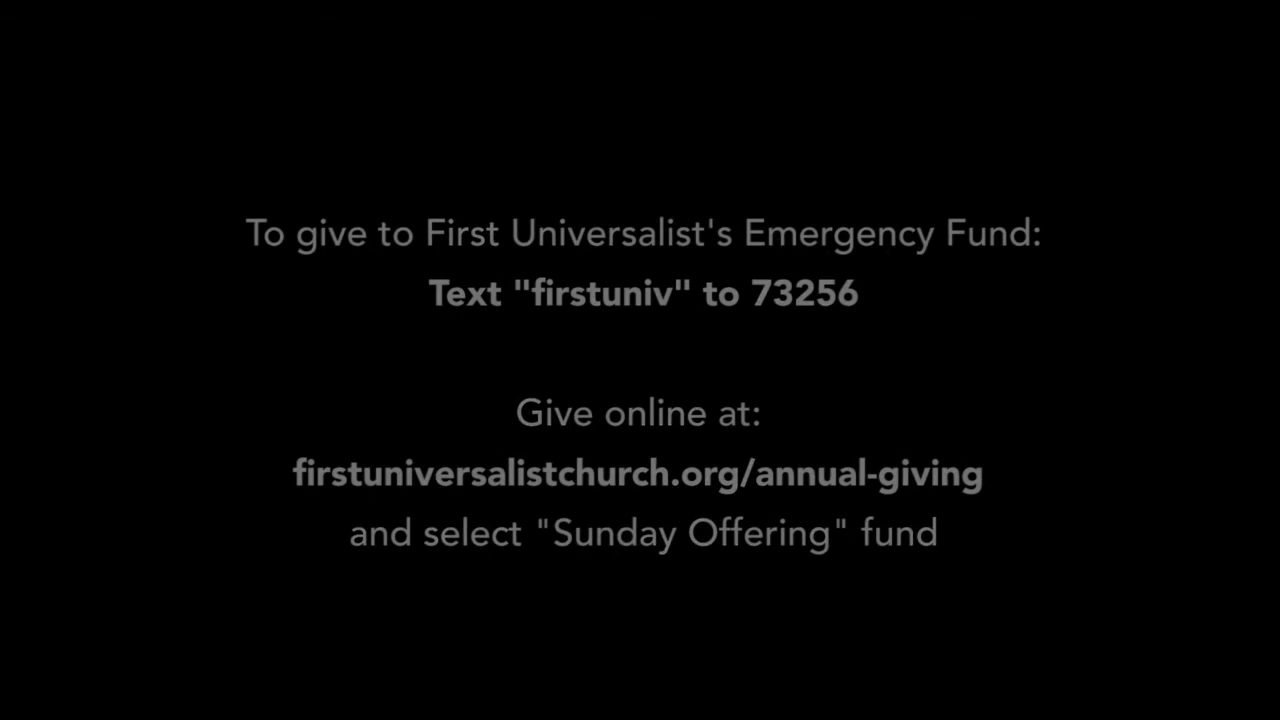 To give to First Universalist's Emergency Fund:
Text "firstuniv" to 73256
Give online at:
firstuniversalistchurch.org/annual-giving
and select "Sunday Offering" fund